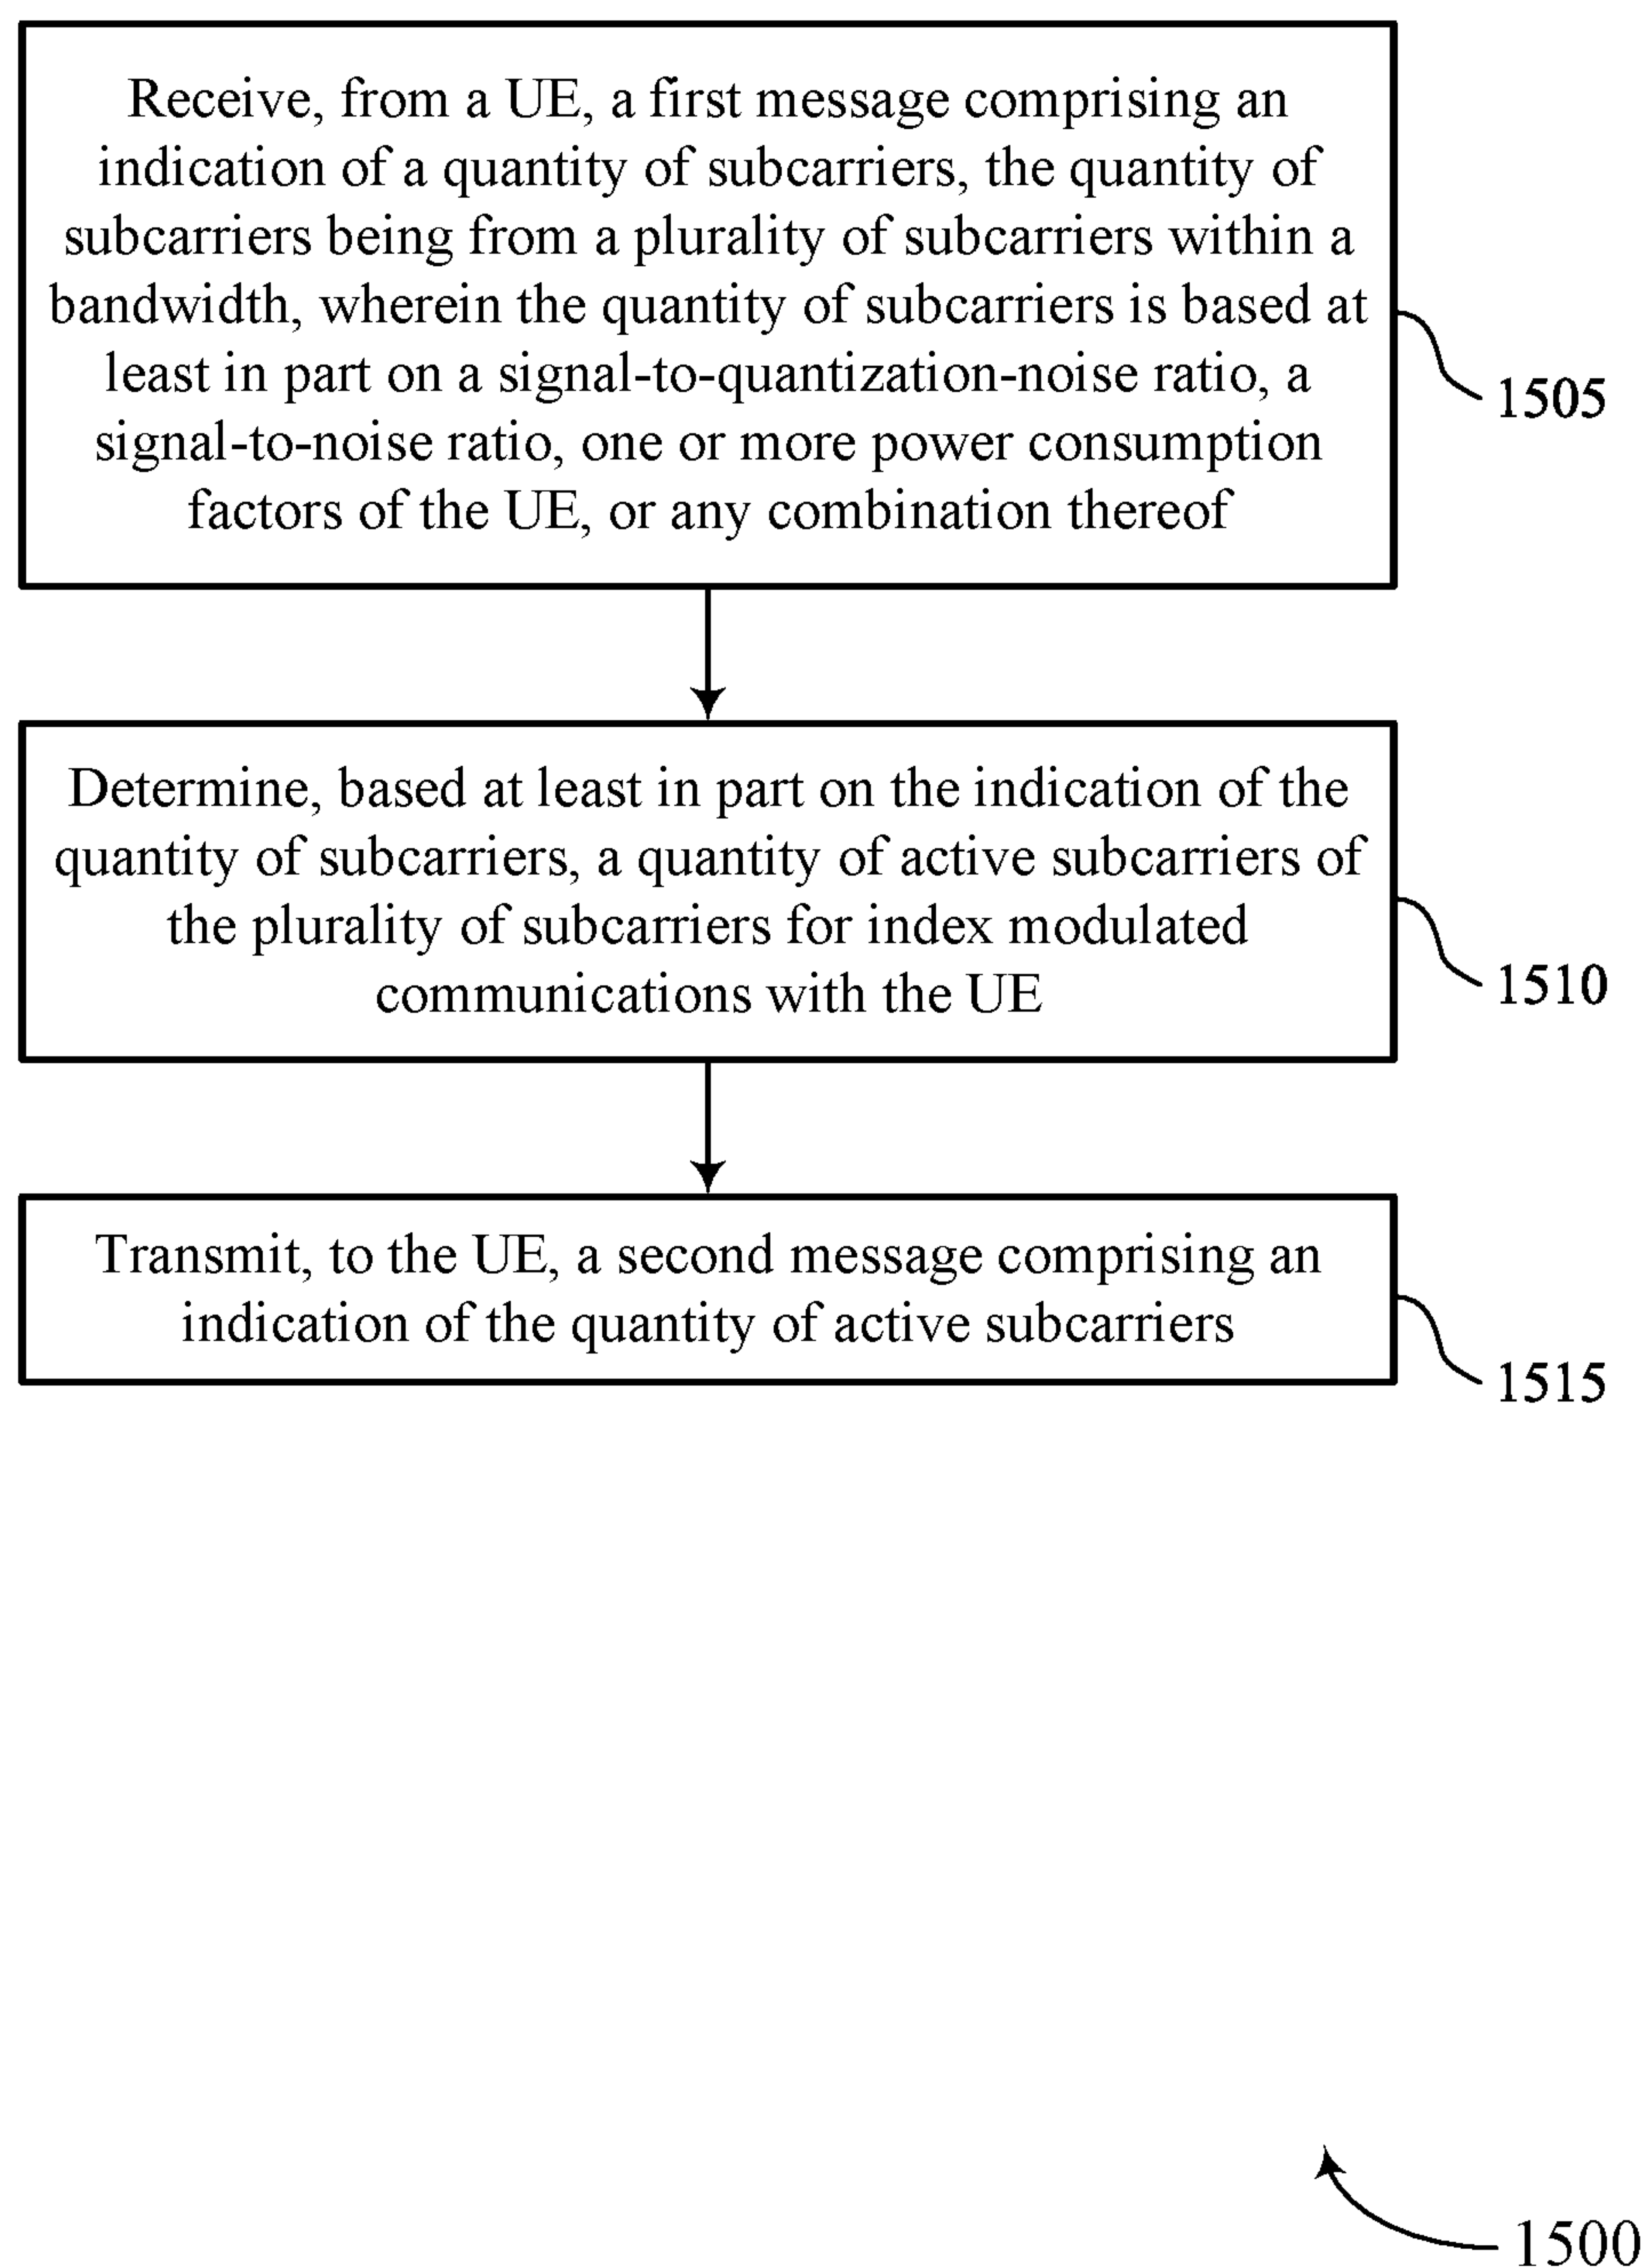 Receive, from a UE, a first message comprising an
indication of a quantity of subcarriers, the quantity of
subcarriers being from a plurality of subcarriers within a
bandwidth, wherein the quantity of subcarriers is based at
least in part on a signal-to-quantization-noise ratio, a
signal-to-noise ratio, one or more power consumption
factors of the UE, or any combination thereof
1505
Determine, based at least in part on the indication of the
quantity of subcarriers, a quantity of active subcarriers of
the plurality of subcarriers for index modulated
communications with the UE
1510
Transmit, to the UE, a second message comprising an
indication of the quantity of active subcarriers
1515
1500